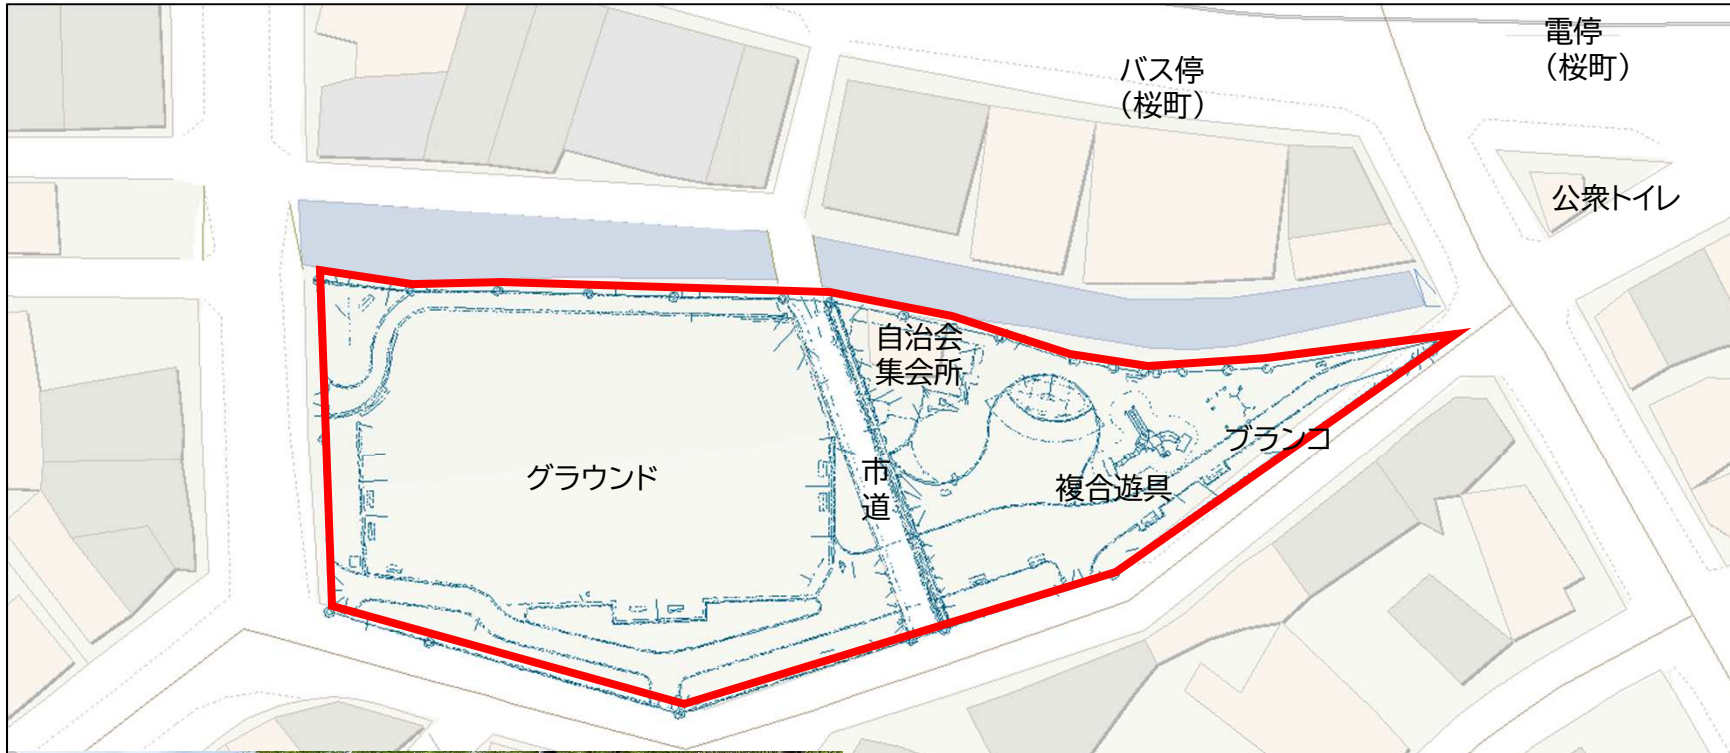 電停
（桜町）
バス停
（桜町）
公衆トイレ
自治会
集会所
ブランコ
グラウンド
市
道
複合遊具